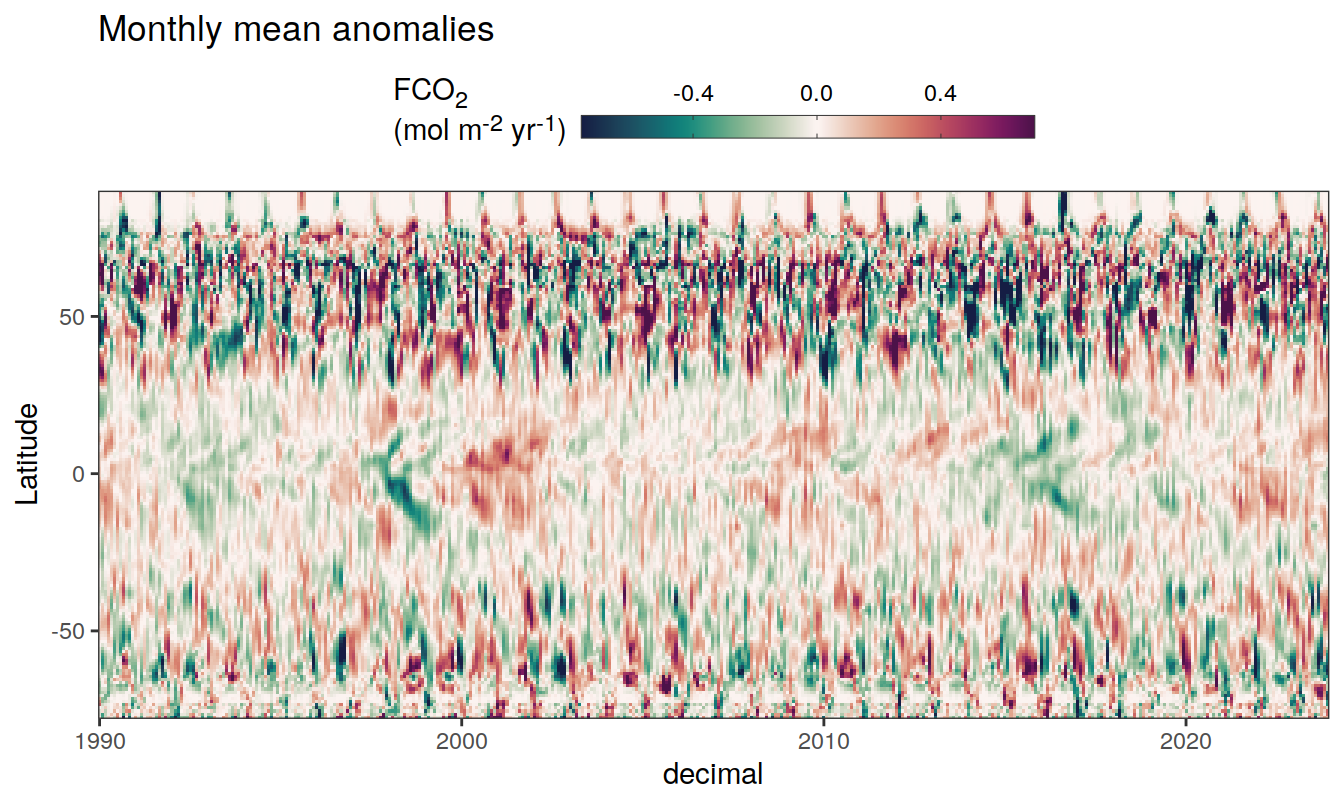 Monthly mean anomalies
FCO₂
(mol m⁻² yr⁻¹)
-0.4 0.0 0.4
Latitude
50
0
-50
1990 2000 2010 2020
decimal